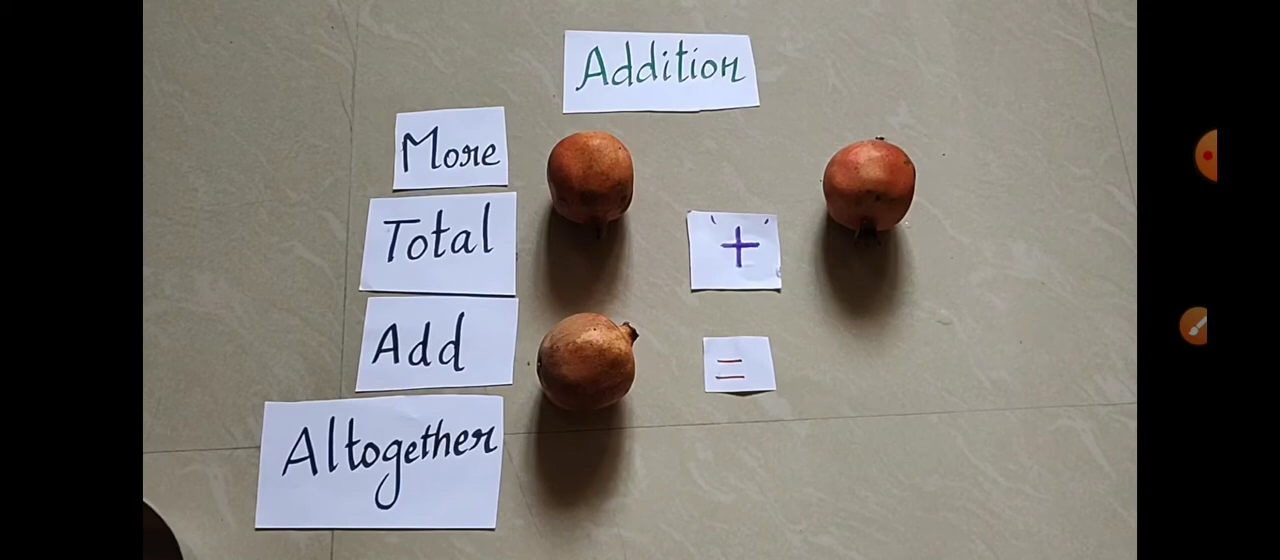 Addition
More
Total
+
Add
=
Altogether